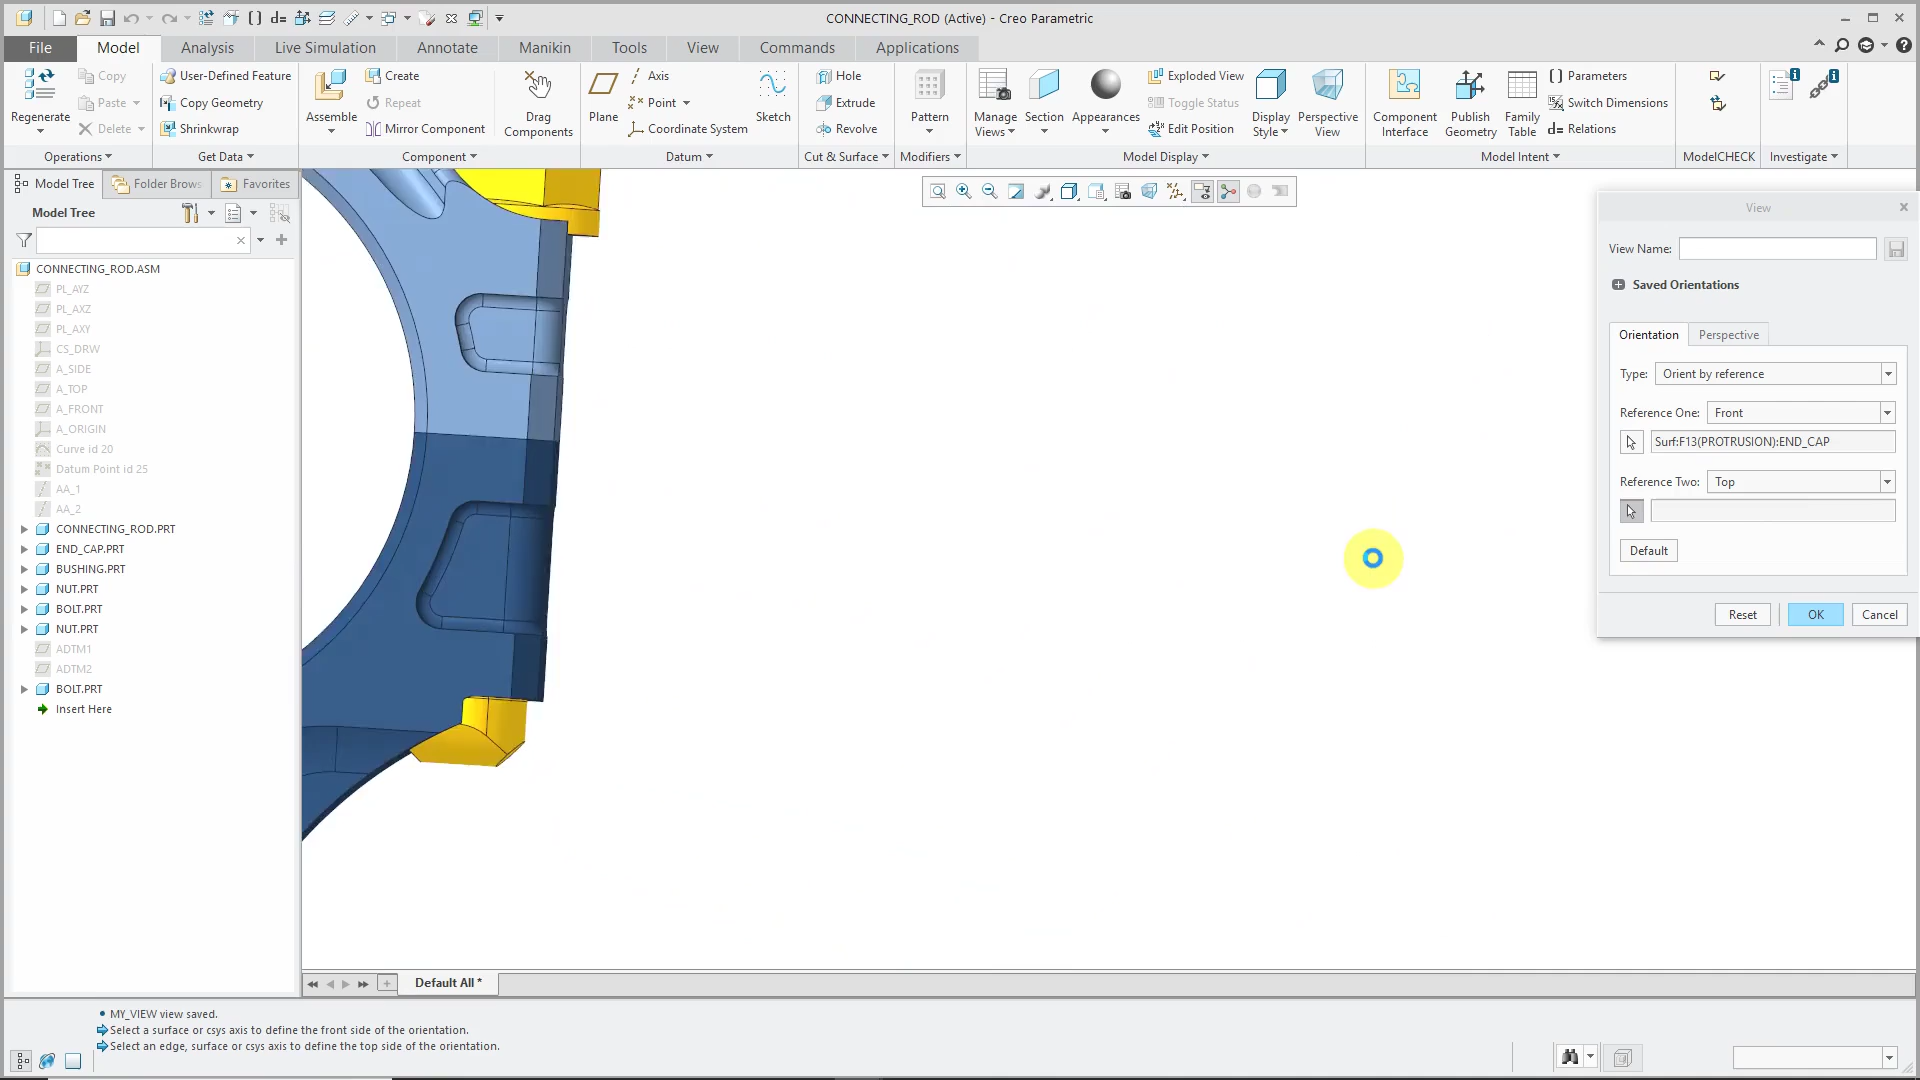 CONNECTING_ROD (Active) - Creo Parametric
File Model Analysis Live Simulation Annotate Manikin Tools View Commands Applications
Regenerate
Copy
Paste
Delete
Operations
User-Defined Feature
Copy Geometry
Shrinkwrap
Get Data
Assemble
Create
Repeat
Mirror Component
Drag Components
Component
Plane
Axis
Point
Coordinate System
Sketch
Datum
Hole
Extrude
Revolve
Cut & Surface
Pattern
Modifiers
Manage Views
Section
Appearances
Exploded View
Toggle Status
Edit Position
Display Style
Perspective View
Model Display
Component Interface
Publish Geometry
Family Table
Parameters
Switch Dimensions
d= Relations
Model Intent
ModelCHECK
Investigate
Model Tree Folder Brows Favorites
Model Tree
CONNECTING_ROD.ASM
PL_AYZ
PL_AXZ
PL_AXY
CS_DRW
A_SIDE
A_TOP
A_FRONT
A_ORIGIN
Curve id 20
Datum Point id 25
AA_1
AA_2
CONNECTING_ROD.PRT
END_CAP.PRT
BUSHING.PRT
NUT.PRT
BOLT.PRT
NUT.PRT
ADTM1
ADTM2
BOLT.PRT
Insert Here
View
View Name:
Saved Orientations
Orientation Perspective
Type: Orient by reference
Reference One: Front
Surf:F13(PROTRUSION):END_CAP
Reference Two: Top
Default
Reset OK Cancel
Default All *
• MY_VIEW view saved.
Select a surface or csys axis to define the front side of the orientation.
Select an edge, surface or csys axis to define the top side of the orientation.